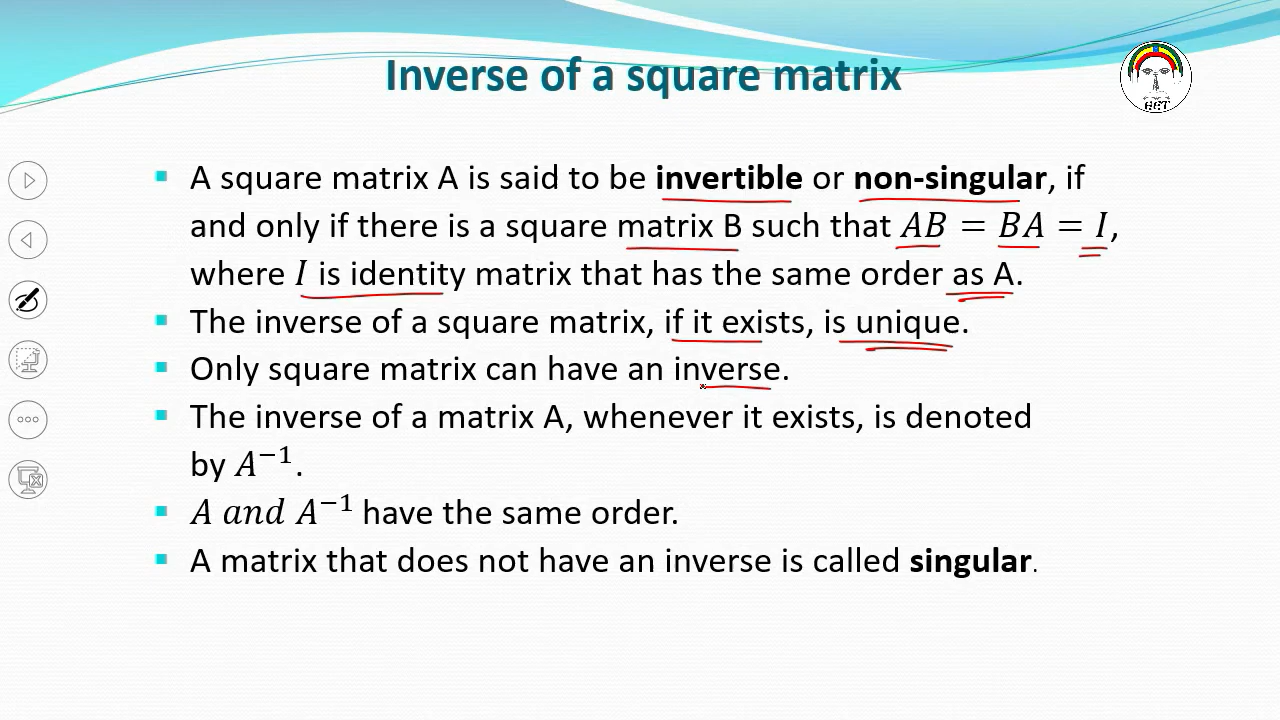 Inverse of a square matrix
HET
▪ A square matrix A is said to be invertible or non-singular, if
and only if there is a square matrix B such that 𝐴𝐵 = 𝐵𝐴 = 𝐼,
where 𝐼 is identity matrix that has the same order as A.
▪ The inverse of a square matrix, if it exists, is unique.
▪ Only square matrix can have an inverse.
▪ The inverse of a matrix A, whenever it exists, is denoted
by 𝐴⁻¹.
▪ 𝐴 𝑎𝑛𝑑 𝐴⁻¹ have the same order.
▪ A matrix that does not have an inverse is called singular.